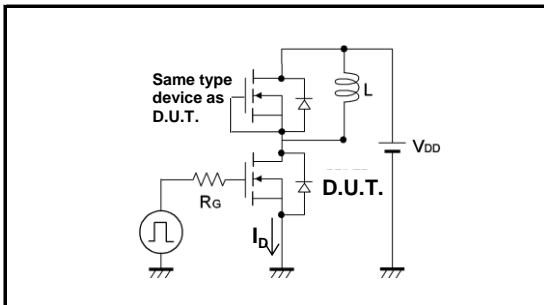 Same type
device as
D.U.T.
L
VDD
D.U.T.
RG
ID